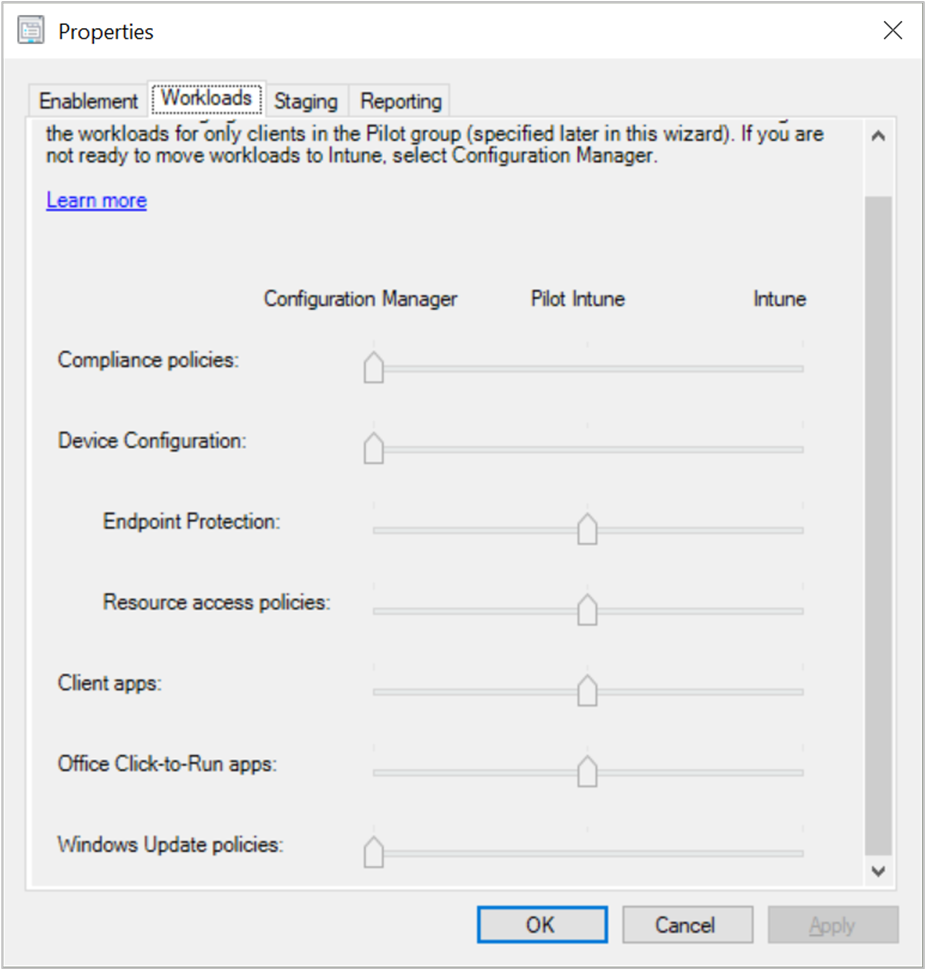 Properties
Enablement Workloads Staging Reporting
the workloads for only clients in the Pilot group (specified later in this wizard). If you are
not ready to move workloads to Intune, select Configuration Manager.
Learn more
Configuration Manager Pilot Intune Intune
Compliance policies:
Device Configuration:
Endpoint Protection:
Resource access policies:
Client apps:
Office Click-to-Run apps:
Windows Update policies:
OK Cancel Apply